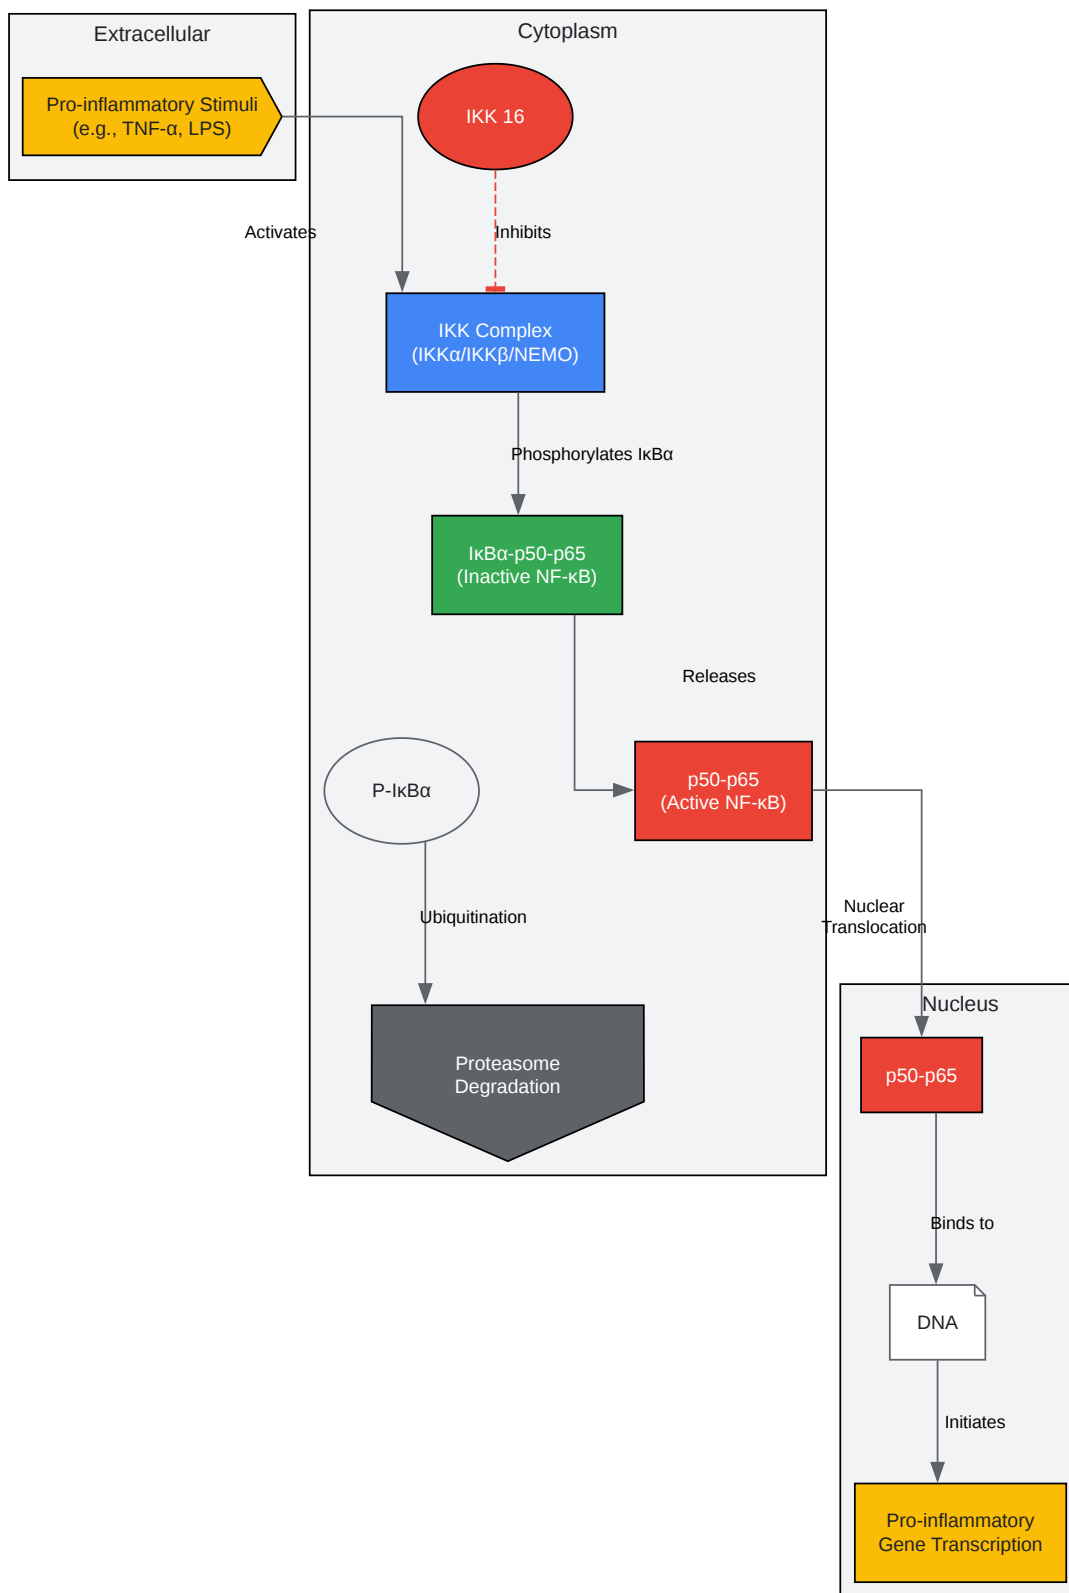 Extracellular
Pro-inflammatory Stimuli
(e.g., TNF-α, LPS)
Cytoplasm
IKK 16
Activates
Inhibits
IKK Complex
(IKKα/IKKβ/NEMO)
Phosphorylates IκBα
IκBα-p50-p65
(Inactive NF-κB)
Releases
P-IκBα
p50-p65
(Active NF-κB)
Ubiquitination
Nuclear
Translocation
Proteasome
Degradation
Nucleus
p50-p65
Binds to
DNA
Initiates
Pro-inflammatory
Gene Transcription